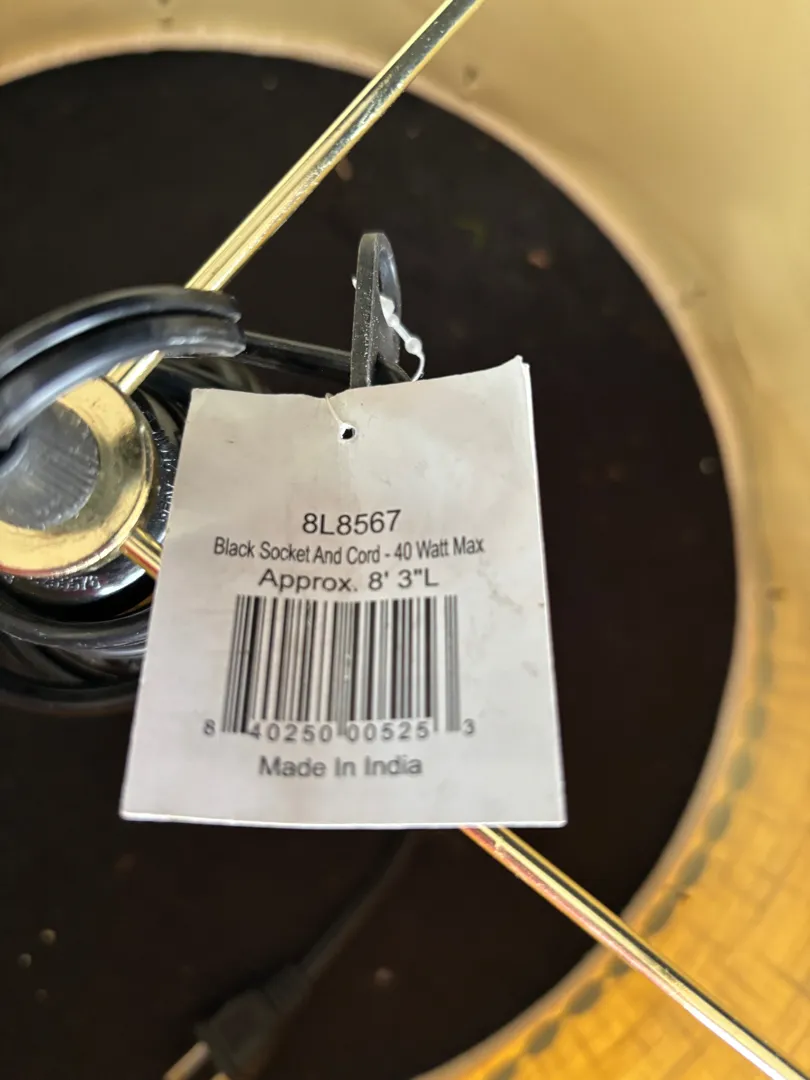 8L8567
Black Socket And Cord - 40 Watt Max
Approx. 8' 3"L
8 40250 00525 3
Made In India